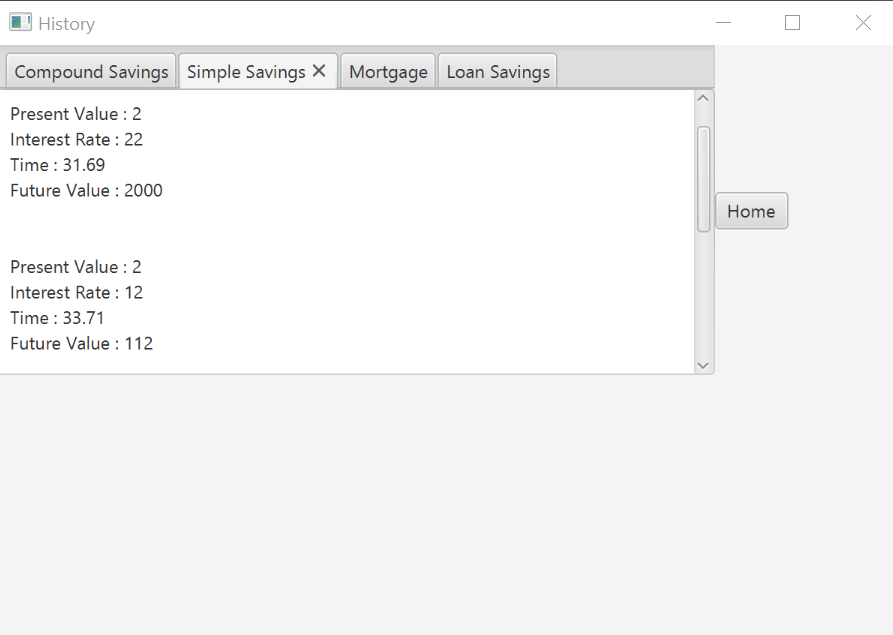 History
Compound Savings Simple Savings Mortgage Loan Savings
Present Value : 2
Interest Rate : 22
Time : 31.69
Future Value : 2000
Home
Present Value : 2
Interest Rate : 12
Time : 33.71
Future Value : 112